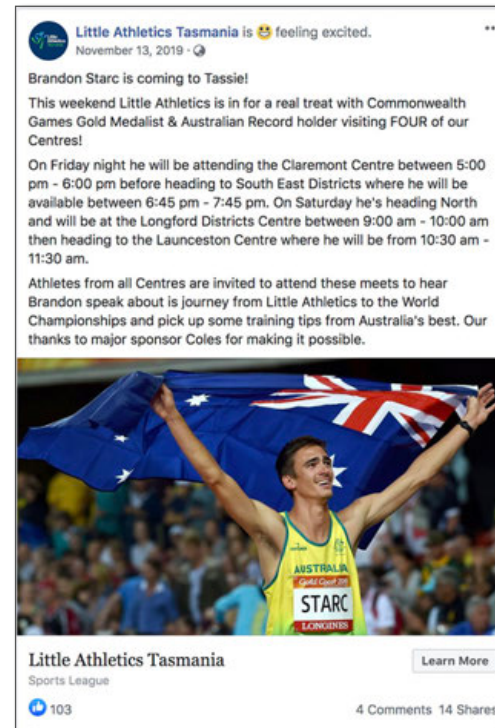 Little Athletics Tasmania is 😃 feeling excited.
November 13, 2019 ·
Brandon Starc is coming to Tassie!
This weekend Little Athletics is in for a real treat with Commonwealth
Games Gold Medalist & Australian Record holder visiting FOUR of our
Centres!
On Friday night he will be attending the Claremont Centre between 5:00
pm - 6:00 pm before heading to South East Districts where he will be
available between 6:45 pm - 7:45 pm. On Saturday he's heading North
and will be at the Longford Districts Centre between 9:00 am - 10:00 am
then heading to the Launceston Centre where he will be from 10:30 am -
11:30 am.
Athletes from all Centres are invited to attend these meets to hear
Brandon speak about is journey from Little Athletics to the World
Championships and pick up some training tips from Australia's best. Our
thanks to major sponsor Coles for making it possible.
AUSTRALIA
STARC
LONGINES
Little Athletics Tasmania
Learn More
Sports League
103
4 Comments 14 Shares